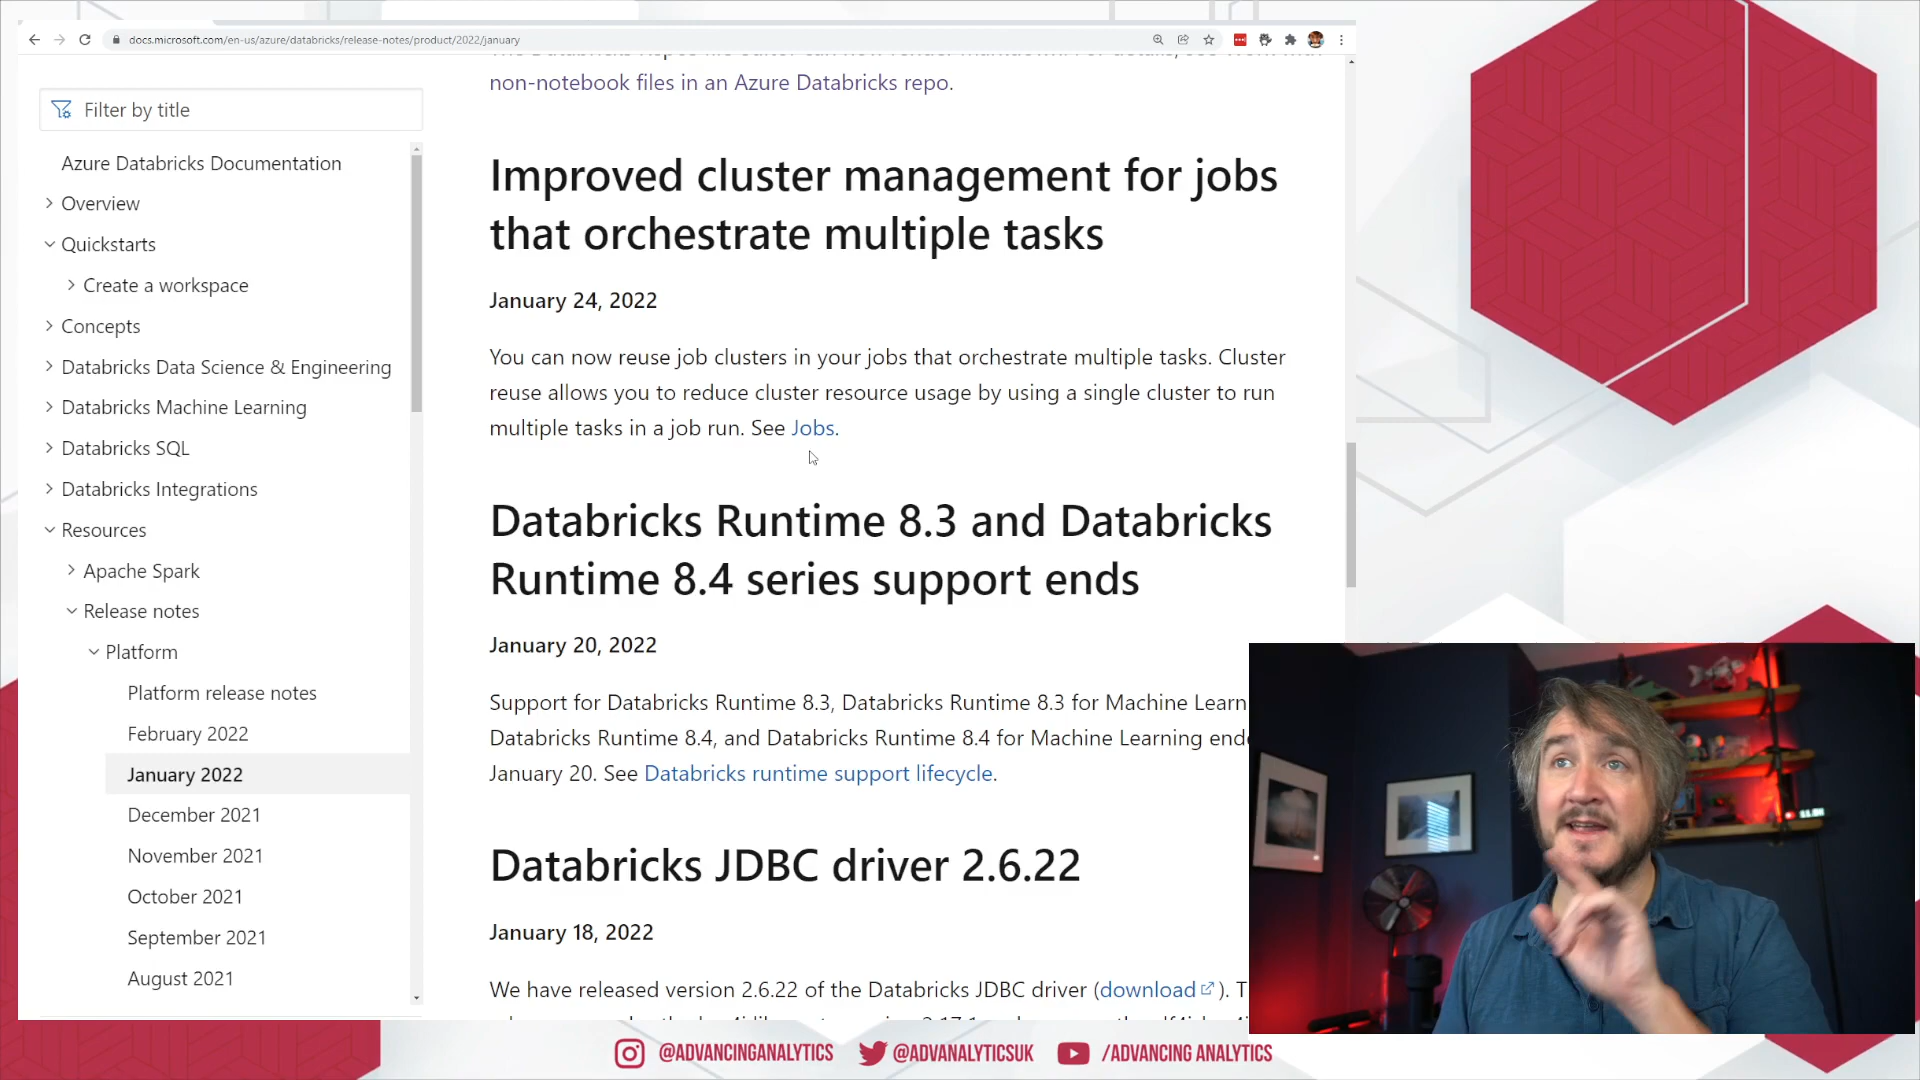 docs.microsoft.com/en-us/azure/databricks/release-notes/product/2022/january
Filter by title
Azure Databricks Documentation
Overview
Quickstarts
Create a workspace
Concepts
Databricks Data Science & Engineering
Databricks Machine Learning
Databricks SQL
Databricks Integrations
Resources
Apache Spark
Release notes
Platform
Platform release notes
February 2022
January 2022
December 2021
November 2021
October 2021
September 2021
August 2021
non-notebook files in an Azure Databricks repo.
Improved cluster management for jobs
that orchestrate multiple tasks
January 24, 2022
You can now reuse job clusters in your jobs that orchestrate multiple tasks. Cluster
reuse allows you to reduce cluster resource usage by using a single cluster to run
multiple tasks in a job run. See Jobs.
Databricks Runtime 8.3 and Databricks
Runtime 8.4 series support ends
January 20, 2022
Support for Databricks Runtime 8.3, Databricks Runtime 8.3 for Machine Learn
Databricks Runtime 8.4, and Databricks Runtime 8.4 for Machine Learning ende
January 20. See Databricks runtime support lifecycle.
Databricks JDBC driver 2.6.22
January 18, 2022
We have released version 2.6.22 of the Databricks JDBC driver (download). T
@ADVANCINGANALYTICS
@ADVANALYTICSUK
/ADVANCING ANALYTICS